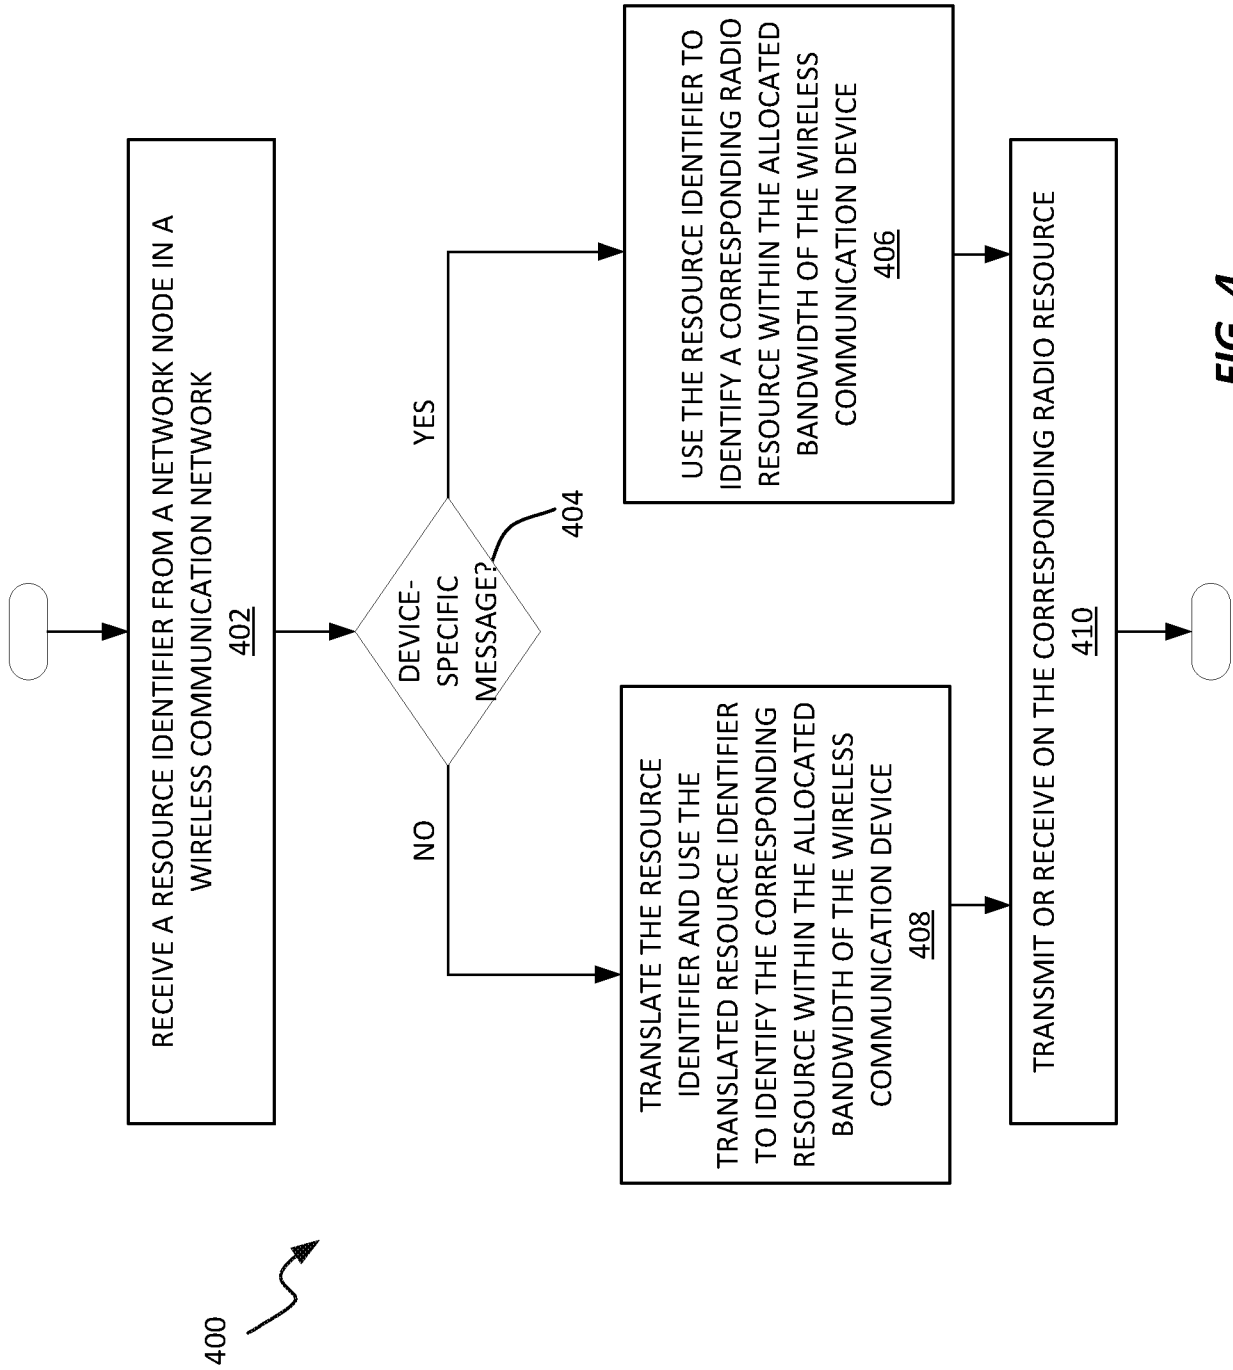 400
RECEIVE A RESOURCE IDENTIFIER FROM A NETWORK NODE IN A
WIRELESS COMMUNICATION NETWORK
402
DEVICE-
SPECIFIC
MESSAGE?
404
NO
YES
TRANSLATE THE RESOURCE
IDENTIFIER AND USE THE
TRANSLATED RESOURCE IDENTIFIER
TO IDENTIFY THE CORRESPONDING
RESOURCE WITHIN THE ALLOCATED
BANDWIDTH OF THE WIRELESS
COMMUNICATION DEVICE
408
USE THE RESOURCE IDENTIFIER TO
IDENTIFY A CORRESPONDING RADIO
RESOURCE WITHIN THE ALLOCATED
BANDWIDTH OF THE WIRELESS
COMMUNICATION DEVICE
406
TRANSMIT OR RECEIVE ON THE CORRESPONDING RADIO RESOURCE
410
FIG. 4